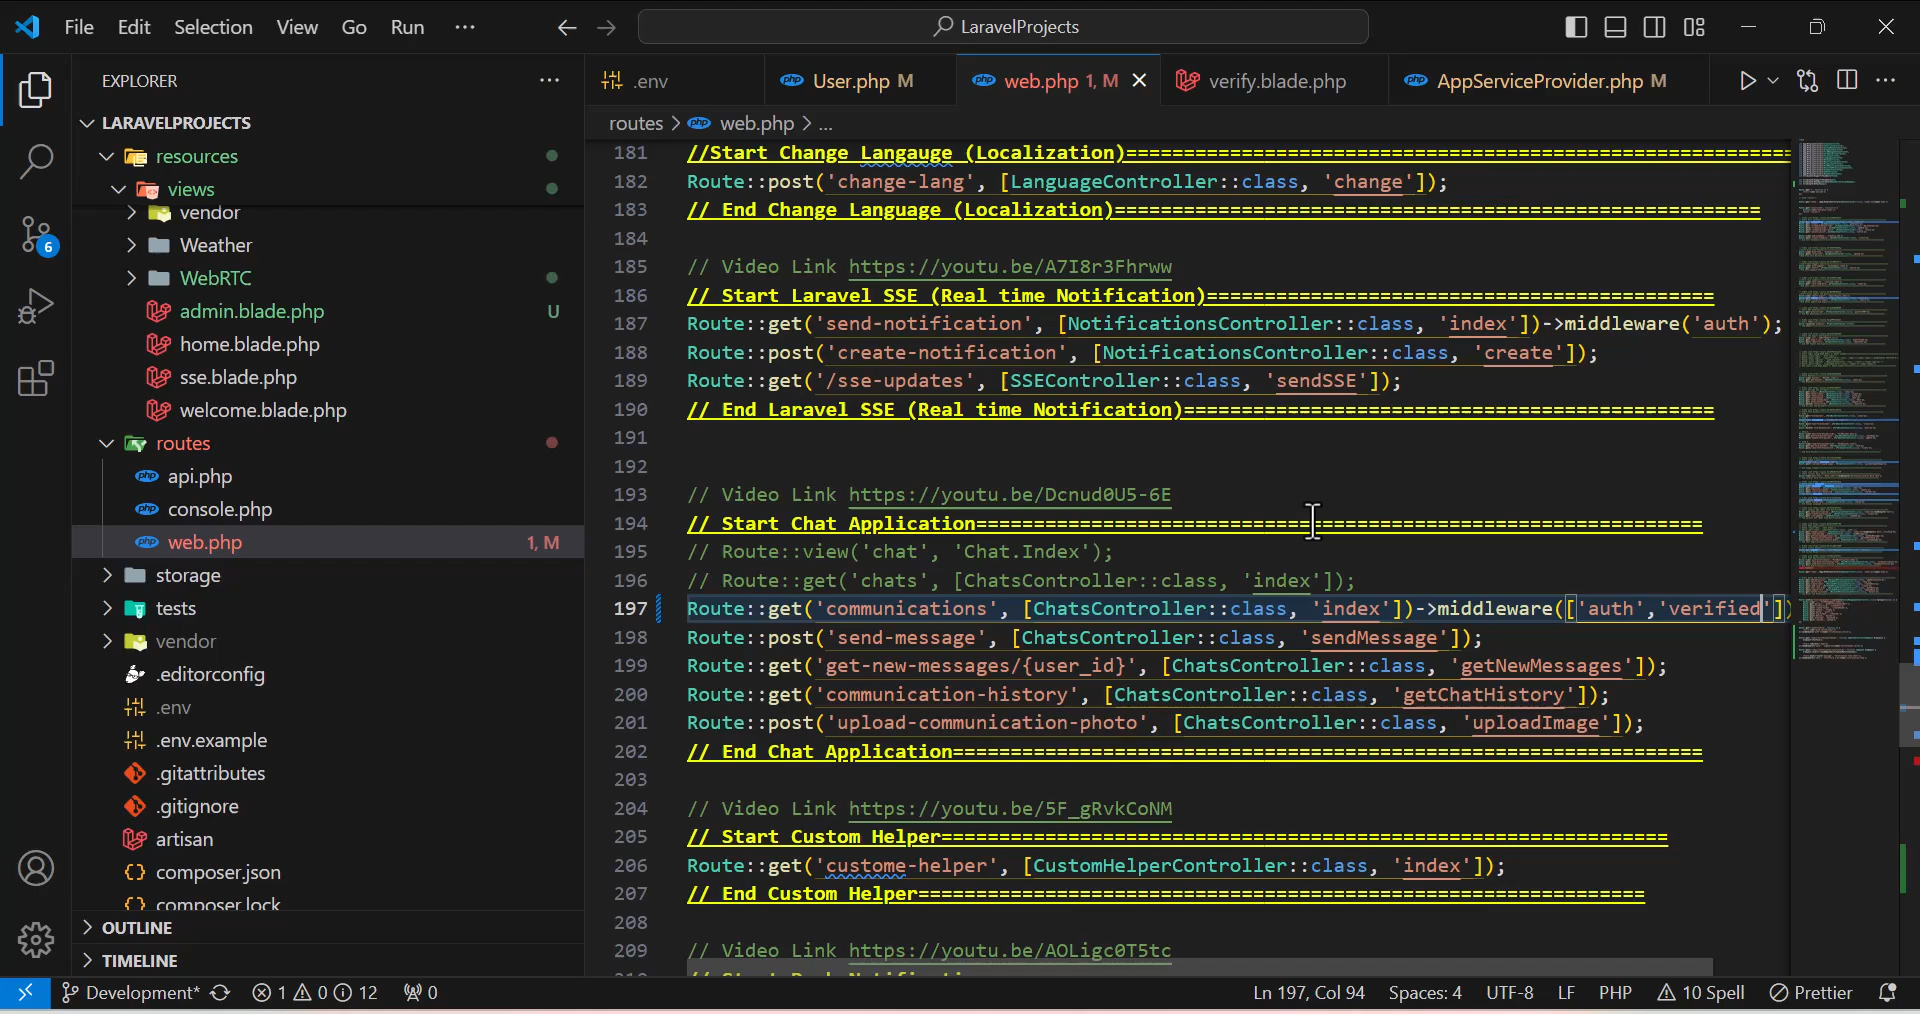 File Edit Selection View Go Run ··· LaravelProjects
EXPLORER ···
LARAVELPROJECTS
resources
views
vendor
Weather
WebRTC
admin.blade.php U
home.blade.php
sse.blade.php
welcome.blade.php
routes
api.php
console.php
web.php 1, M
storage
tests
vendor
.editorconfig
.env
.env.example
.gitattributes
.gitignore
artisan
composer.json
composer.lock
OUTLINE
TIMELINE
6
.env User.php M web.php 1, M verify.blade.php AppServiceProvider.php M
routes > web.php > ...
181 //Start Change Langauge (Localization)==========================================================
182 Route::post('change-lang', [LanguageController::class, 'change']);
183 // End Change Language (Localization)========================================================
184
185 // Video Link https://youtu.be/A7I8r3Fhrww
186 // Start Laravel SSE (Real time Notification)============================================
187 Route::get('send-notification', [NotificationsController::class, 'index'])->middleware('auth');
188 Route::post('create-notification', [NotificationsController::class, 'create']);
189 Route::get('/sse-updates', [SSEController::class, 'sendSSE']);
190 // End Laravel SSE (Real time Notification)==============================================
191
192
193 // Video Link https://youtu.be/Dcnud0U5-6E
194 // Start Chat Application===============================================================
195 // Route::view('chat', 'Chat.Index');
196 // Route::get('chats', [ChatsController::class, 'index']);
197 Route::get('communications', [ChatsController::class, 'index'])->middleware(['auth','verified'])
198 Route::post('send-message', [ChatsController::class, 'sendMessage']);
199 Route::get('get-new-messages/{user_id}', [ChatsController::class, 'getNewMessages']);
200 Route::get('communication-history', [ChatsController::class, 'getChatHistory']);
201 Route::post('upload-communication-photo', [ChatsController::class, 'uploadImage']);
202 // End Chat Application=================================================================
203
204 // Video Link https://youtu.be/5F_gRvkCoNM
205 // Start Custom Helper===============================================================
206 Route::get('custome-helper', [CustomHelperController::class, 'index']);
207 // End Custom Helper===============================================================
208
209 // Video Link https://youtu.be/AOLigc0T5tc
Development* 1 0 12 0 Ln 197, Col 94 Spaces: 4 UTF-8 LF PHP 10 Spell Prettier